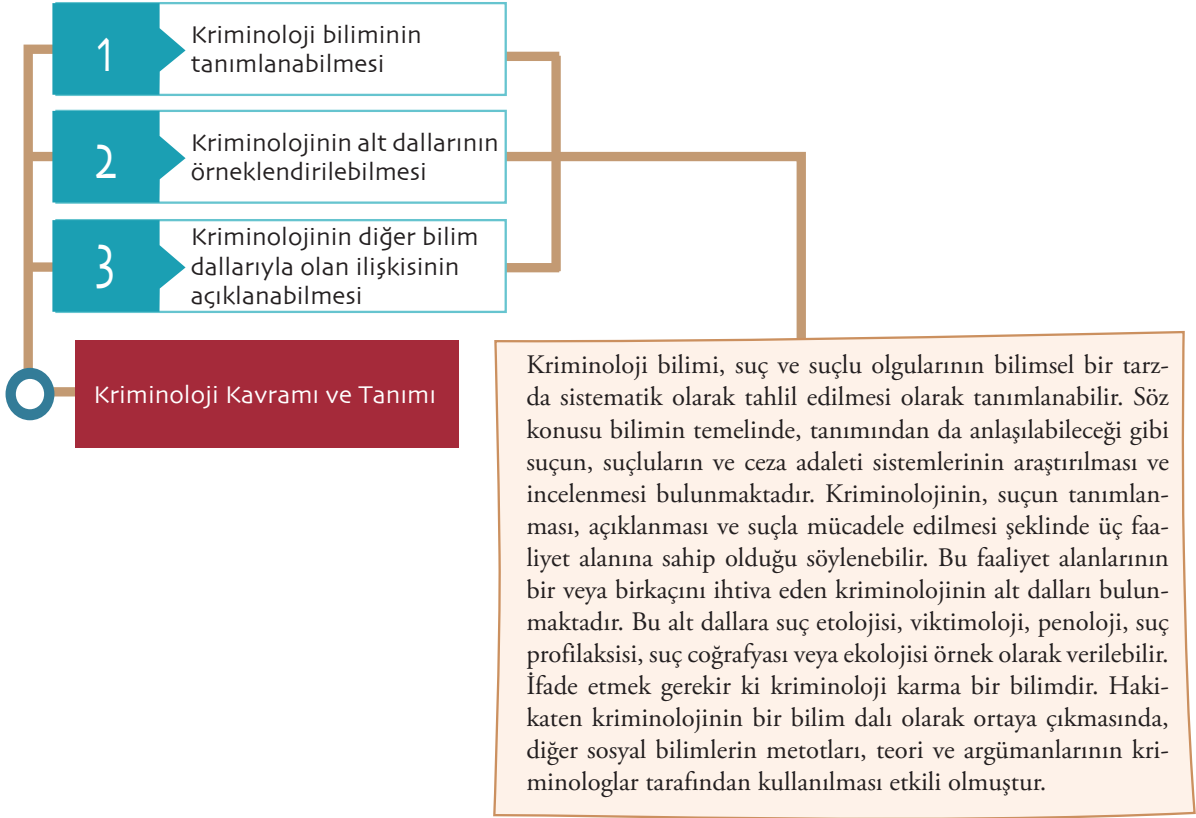 1
Kriminoloji biliminin
tanımlanabilmesi
2
Kriminolojinin alt dallarının
örneklendirilebilmesi
3
Kriminolojinin diğer bilim
dallarıyla olan ilişkisinin
açıklanabilmesi
Kriminoloji Kavramı ve Tanımı
Kriminoloji bilimi, suç ve suçlu olgularının bilimsel bir tarz-
da sistematik olarak tahlil edilmesi olarak tanımlanabilir. Söz
konusu bilimin temelinde, tanımından da anlaşılabileceği gibi
suçun, suçluların ve ceza adaleti sistemlerinin araştırılması ve
incelenmesi bulunmaktadır. Kriminolojinin, suçun tanımlan-
ması, açıklanması ve suçla mücadele edilmesi şeklinde üç faa-
liyet alanına sahip olduğu söylenebilir. Bu faaliyet alanlarının
bir veya birkaçını ihtiva eden kriminolojinin alt dalları bulun-
maktadır. Bu alt dallara suç etolojisi, viktimoloji, penoloji, suç
profilaksisi, suç coğrafyası veya ekolojisi örnek olarak verilebilir.
İfade etmek gerekir ki kriminoloji karma bir bilimdir. Haki-
katen kriminolojinin bir bilim dalı olarak ortaya çıkmasında,
diğer sosyal bilimlerin metotları, teori ve argümanlarının kri-
minologlar tarafından kullanılması etkili olmuştur.